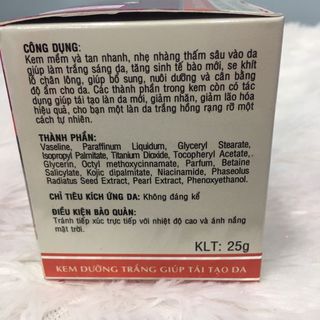 CÔNG DỤNG:
Kem mềm và tan nhanh, nhẹ nhàng thấm sâu vào da
giúp làm trắng sáng da, tăng sinh tế bào mới, se khít
lỗ chân lông, giúp bổ sung, nuôi dưỡng và cân bằng
độ ẩm cho da. Các thành phần trong kem còn có tác
dụng giúp tái tạo làn da mới, giảm nhăn, giảm lão hóa
hiệu quả, cho bạn một làn da trắng hồng rạng rỡ một
cách tự nhiên.
THÀNH PHẦN:
Vaseline, Paraffinum Liquidum, Glyceryl Stearate,
Isopropyl Palmitate, Titanium Dioxide, Tocopheryl Acetate,
Glycerin, Octyl methoxycinnamate, Parfum, Betaine
Salicylate, Kojic dipalmitate, Niacinamide, Phaseolus
Radiatus Seed Extract, Pearl Extract, Phenoxyethanol.
CHỈ TIÊU KÍCH ỨNG DA: Không đáng kể
ĐIỀU KIỆN BẢO QUẢN:
Tránh tiếp xúc trực tiếp với nhiệt độ cao và ánh nắng
mặt trời.
KLT: 25g
KEM DƯỠNG TRẮNG GIÚP TÁI TẠO DA